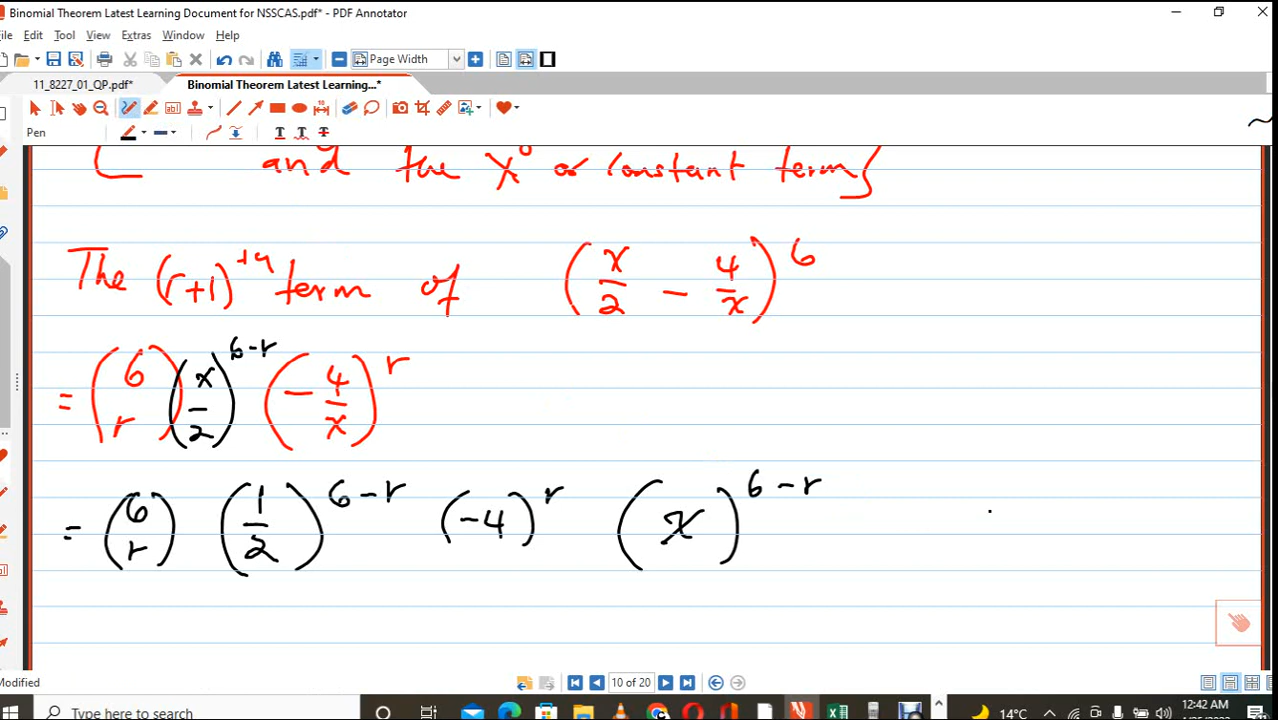 Binomial Theorem Latest Learning Document for NSSCAS.pdf* - PDF Annotator
ile Edit Tool View Extras Window Help
Page Width
11_8227_01_QP.pdf* Binomial Theorem Latest Learning...*
Pen
and the x⁰ or constant term}
The (r+1)^th term of (x/2 - 4/x)^6
= (6 r) (x/2)^(6-r) (-4/x)^r
= (6 r) (1/2)^(6-r) (-4)^r (x)^(6-r)
Modified 10 of 20
Type here to search 14°C 12:42 AM